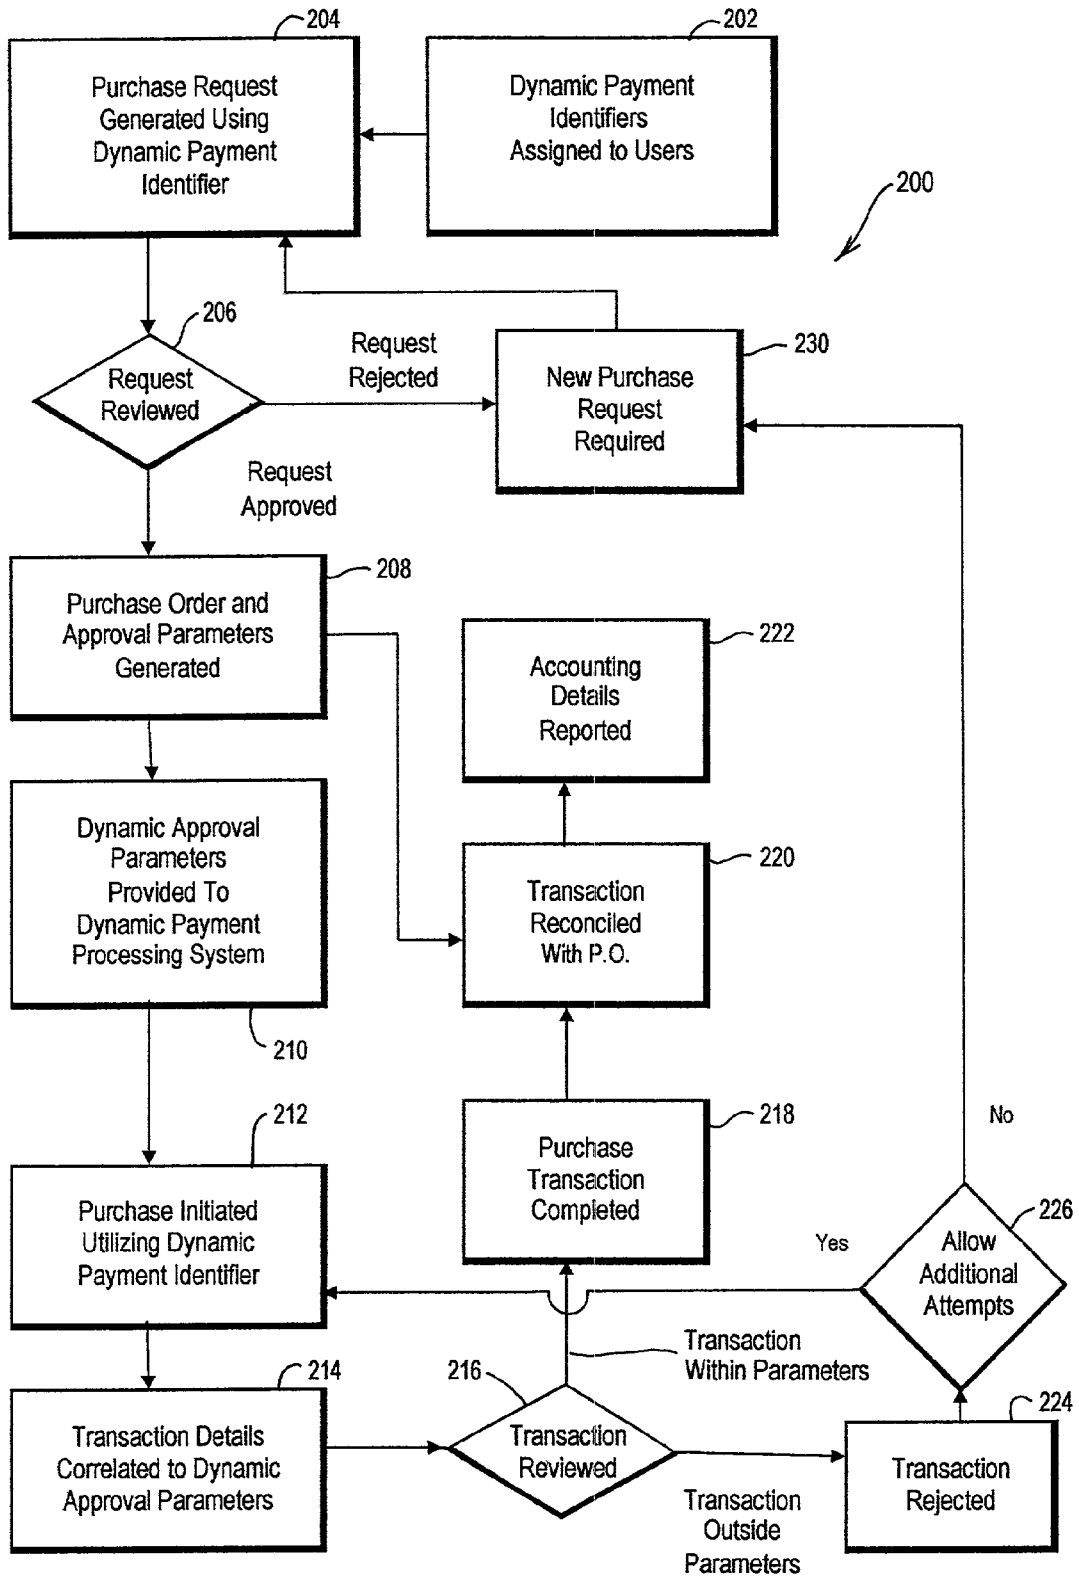 204
202
Purchase Request
Generated Using
Dynamic Payment
Identifier
Dynamic Payment
Identifiers
Assigned to Users
200
206
Request
Reviewed
Request
Rejected
230
New Purchase
Request
Required
Request
Approved
208
Purchase Order and
Approval Parameters
Generated
222
Accounting
Details
Reported
Dynamic Approval
Parameters
Provided To
Dynamic Payment
Processing System
210
220
Transaction
Reconciled
With P.O.
212
Purchase Initiated
Utilizing Dynamic
Payment Identifier
218
Purchase
Transaction
Completed
No
Yes
226
Allow
Additional
Attempts
Transaction
Within Parameters
214
Transaction Details
Correlated to Dynamic
Approval Parameters
216
Transaction
Reviewed
Transaction
Outside
Parameters
224
Transaction
Rejected